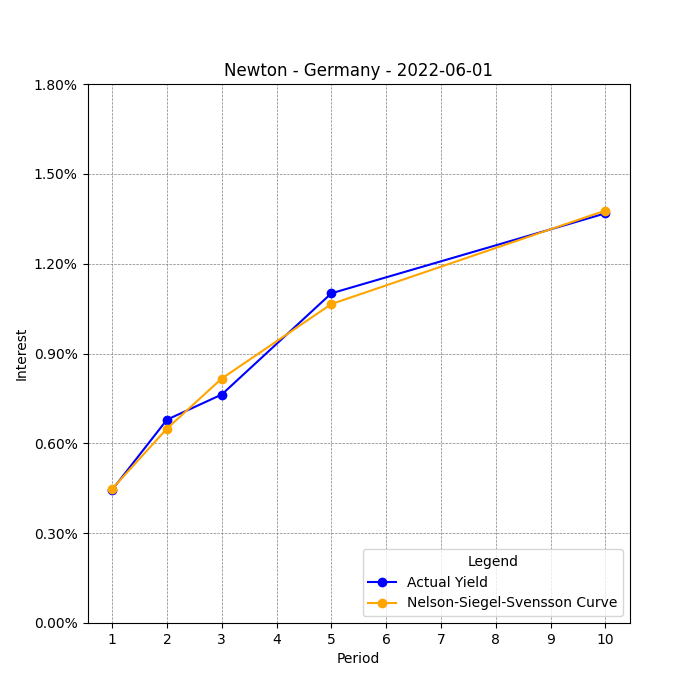 Newton - Germany - 2022-06-01
1.80%
1.50%
1.20%
0.90%
0.60%
0.30%
0.00%
Interest
Legend
Actual Yield
Nelson-Siegel-Svensson Curve
1 2 3 4 5 6 7 8 9 10
Period